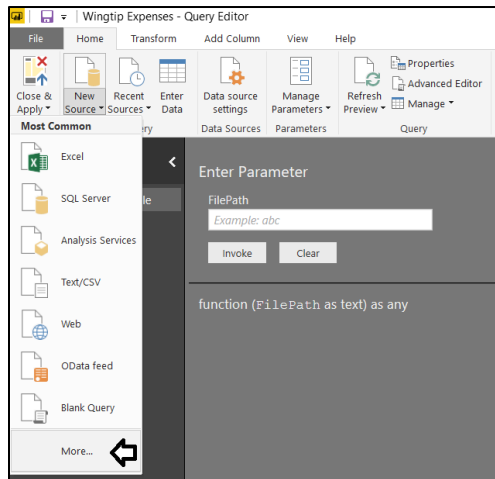 Wingtip Expenses - Query Editor
File Home Transform Add Column View Help
Close & Apply
New Source
Recent Sources
Enter Data
Data source settings
Manage Parameters
Refresh Preview
Properties
Advanced Editor
Manage
Data Sources Parameters Query
Most Common
Excel
SQL Server
Analysis Services
Text/CSV
Web
OData feed
Blank Query
More...
Enter Parameter
FilePath
Example: abc
Invoke Clear
function (FilePath as text) as any